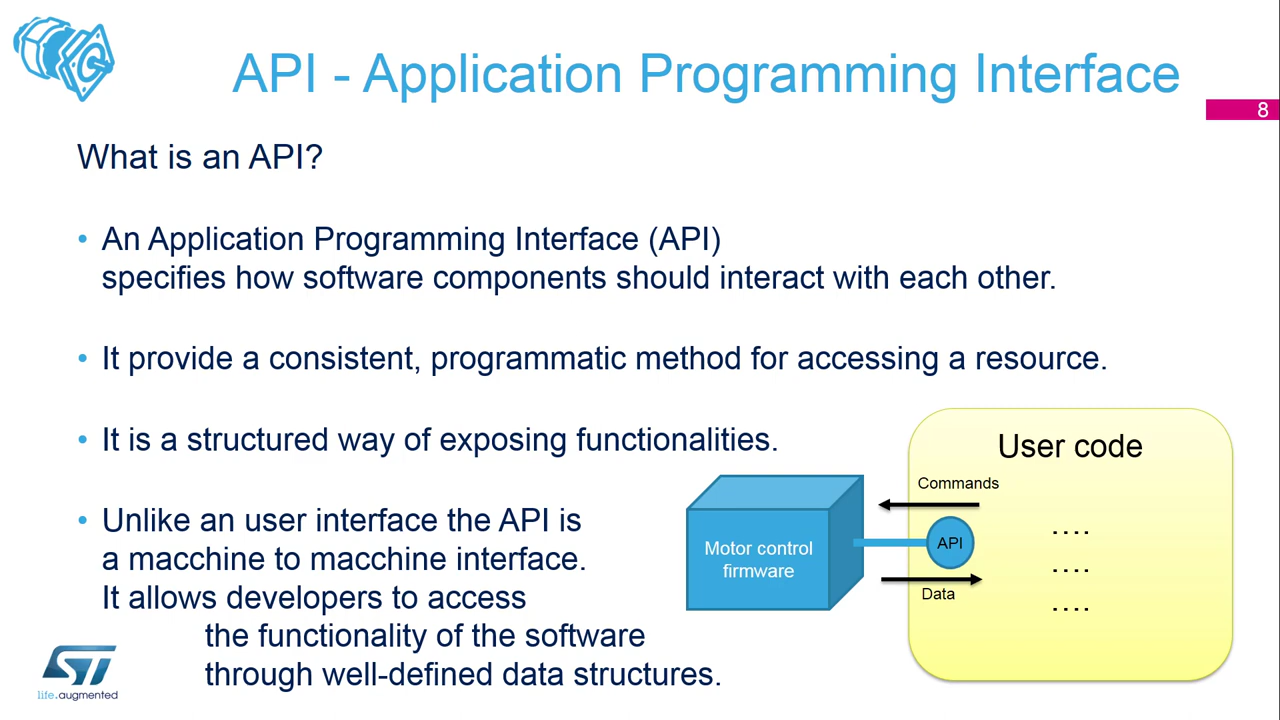 API - Application Programming Interface
8
What is an API?
• An Application Programming Interface (API)
specifies how software components should interact with each other.
• It provide a consistent, programmatic method for accessing a resource.
• It is a structured way of exposing functionalities.
• Unlike an user interface the API is
a macchine to macchine interface.
It allows developers to access
the functionality of the software
through well-defined data structures.
User code
Commands
Motor control
firmware
API
Data
....
....
....
ST
life.augmented